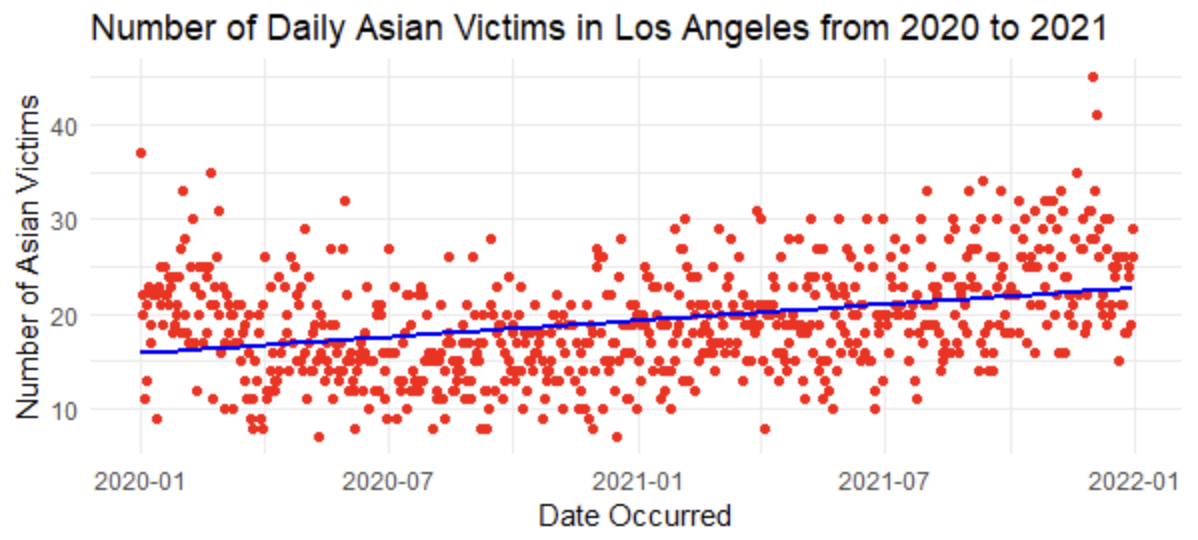 Number of Daily Asian Victims in Los Angeles from 2020 to 2021
Number of Asian Victims
40
30
20
10
2020-01 2020-07 2021-01 2021-07 2022-01
Date Occurred